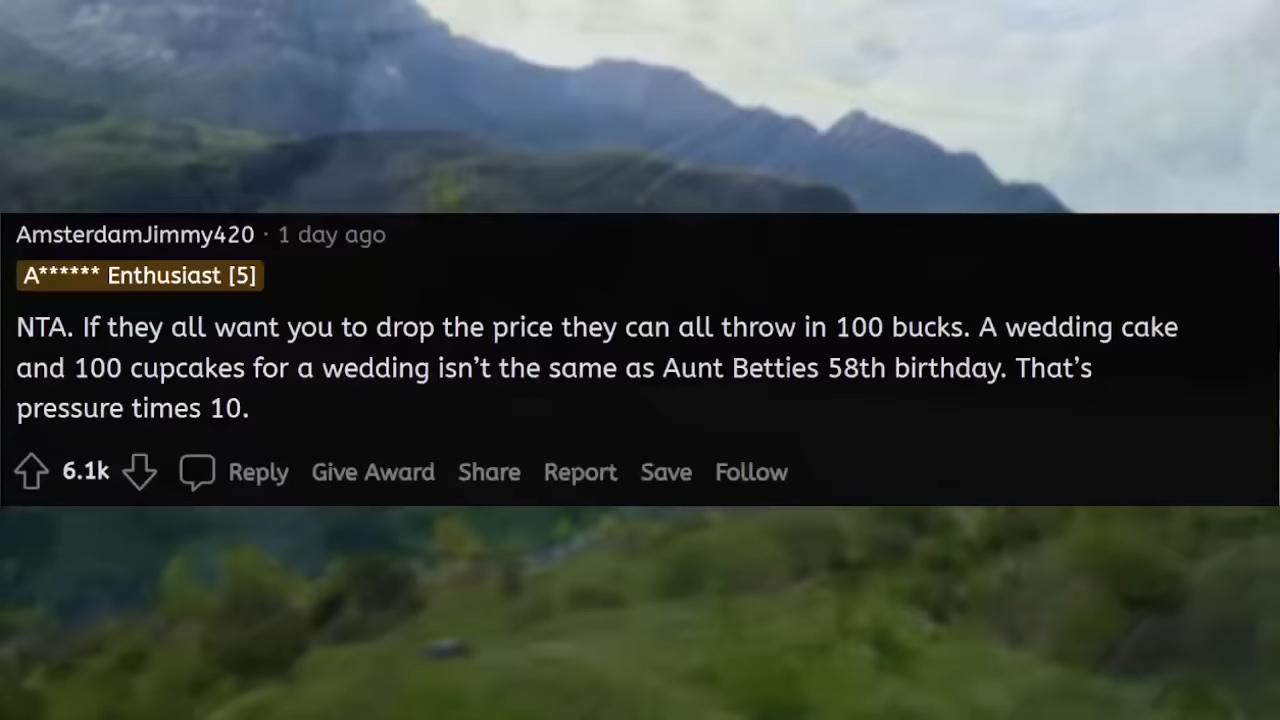 AmsterdamJimmy420 · 1 day ago
A****** Enthusiast [5]
NTA. If they all want you to drop the price they can all throw in 100 bucks. A wedding cake
and 100 cupcakes for a wedding isn’t the same as Aunt Betties 58th birthday. That’s
pressure times 10.
6.1k Reply Give Award Share Report Save Follow